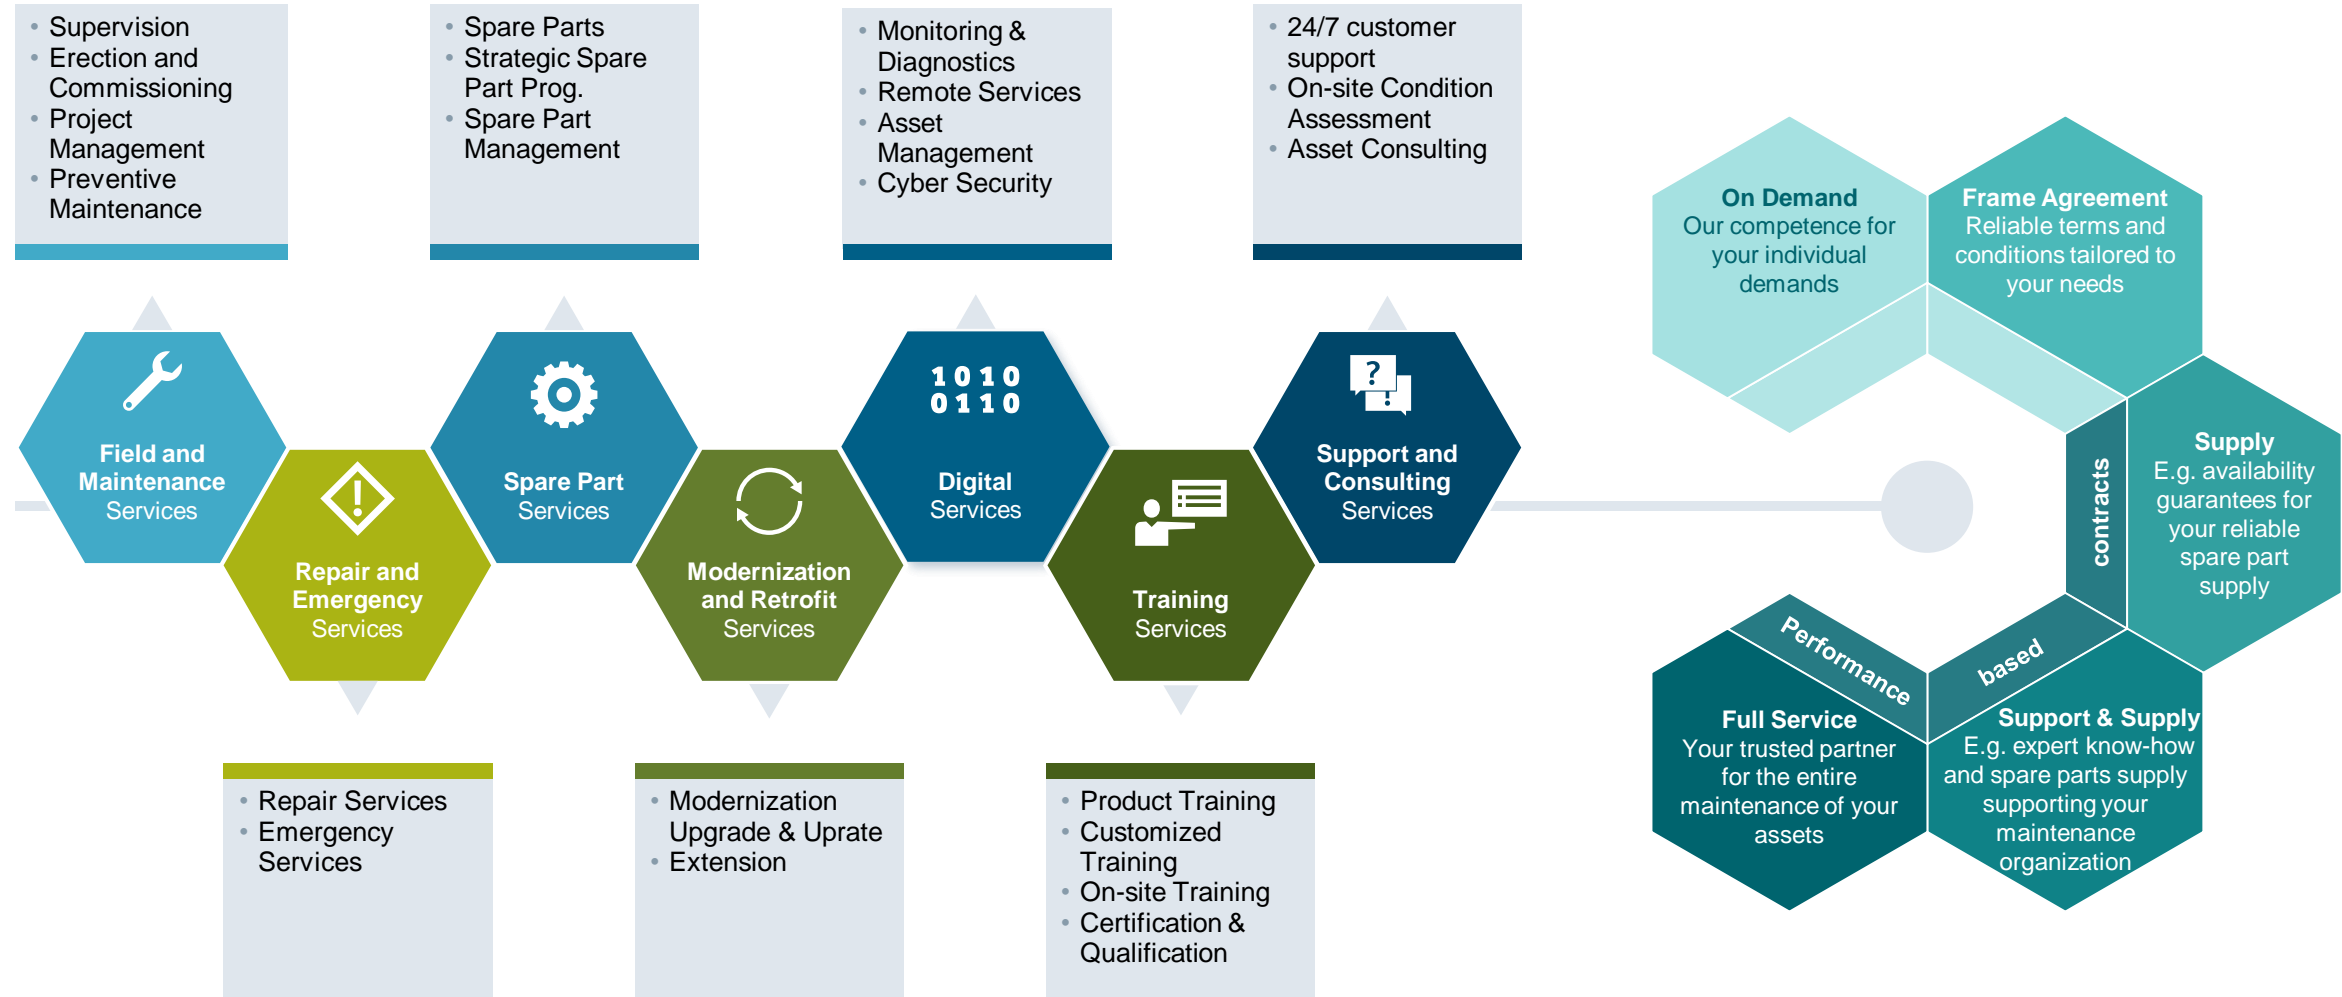 • Supervision
• Erection and
Commissioning
• Project
Management
• Preventive
Maintenance
• Spare Parts
• Strategic Spare
Part Prog.
• Spare Part
Management
• Monitoring &
Diagnostics
• Remote Services
• Asset
Management
• Cyber Security
• 24/7 customer
support
• On-site Condition
Assessment
• Asset Consulting
Field and
Maintenance
Services
Repair and
Emergency
Services
Spare Part
Services
Modernization
and Retrofit
Services
1010
0110
Digital
Services
Training
Services
?
!
Support and
Consulting
Services
• Repair Services
• Emergency
Services
• Modernization
Upgrade & Uprate
• Extension
• Product Training
• Customized
Training
• On-site Training
• Certification &
Qualification
On Demand
Our competence for
your individual
demands
Frame Agreement
Reliable terms and
conditions tailored to
your needs
Supply
E.g. availability
guarantees for
your reliable
spare part
supply
Performance
based
contracts
Support & Supply
E.g. expert know-how
and spare parts supply
supporting your
maintenance
organization
Full Service
Your trusted partner
for the entire
maintenance of your
assets